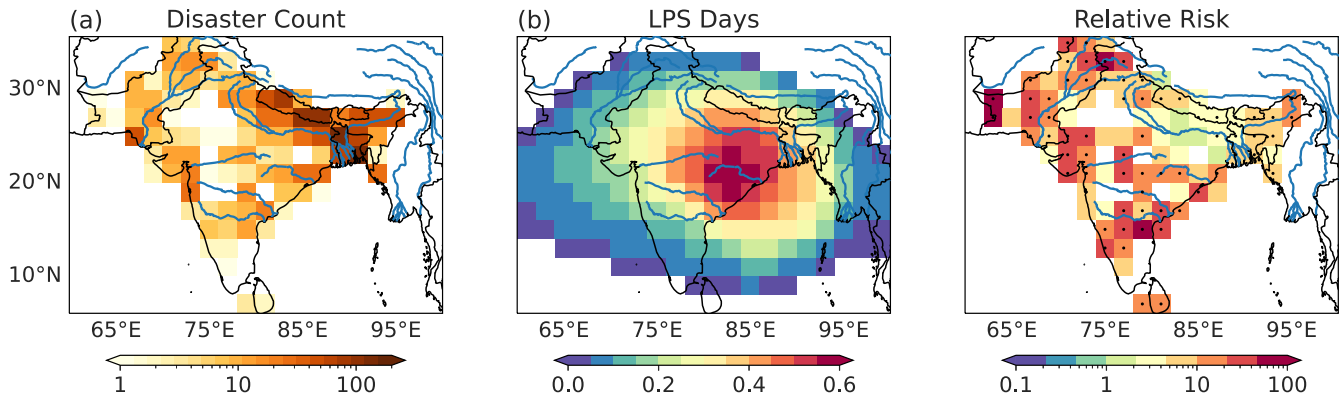 (a) Disaster Count
(b) LPS Days
Relative Risk
30°N
20°N
10°N
65°E 75°E 85°E 95°E
65°E 75°E 85°E 95°E
65°E 75°E 85°E 95°E
1 10 100
0.0 0.2 0.4 0.6
0.1 1 10 100